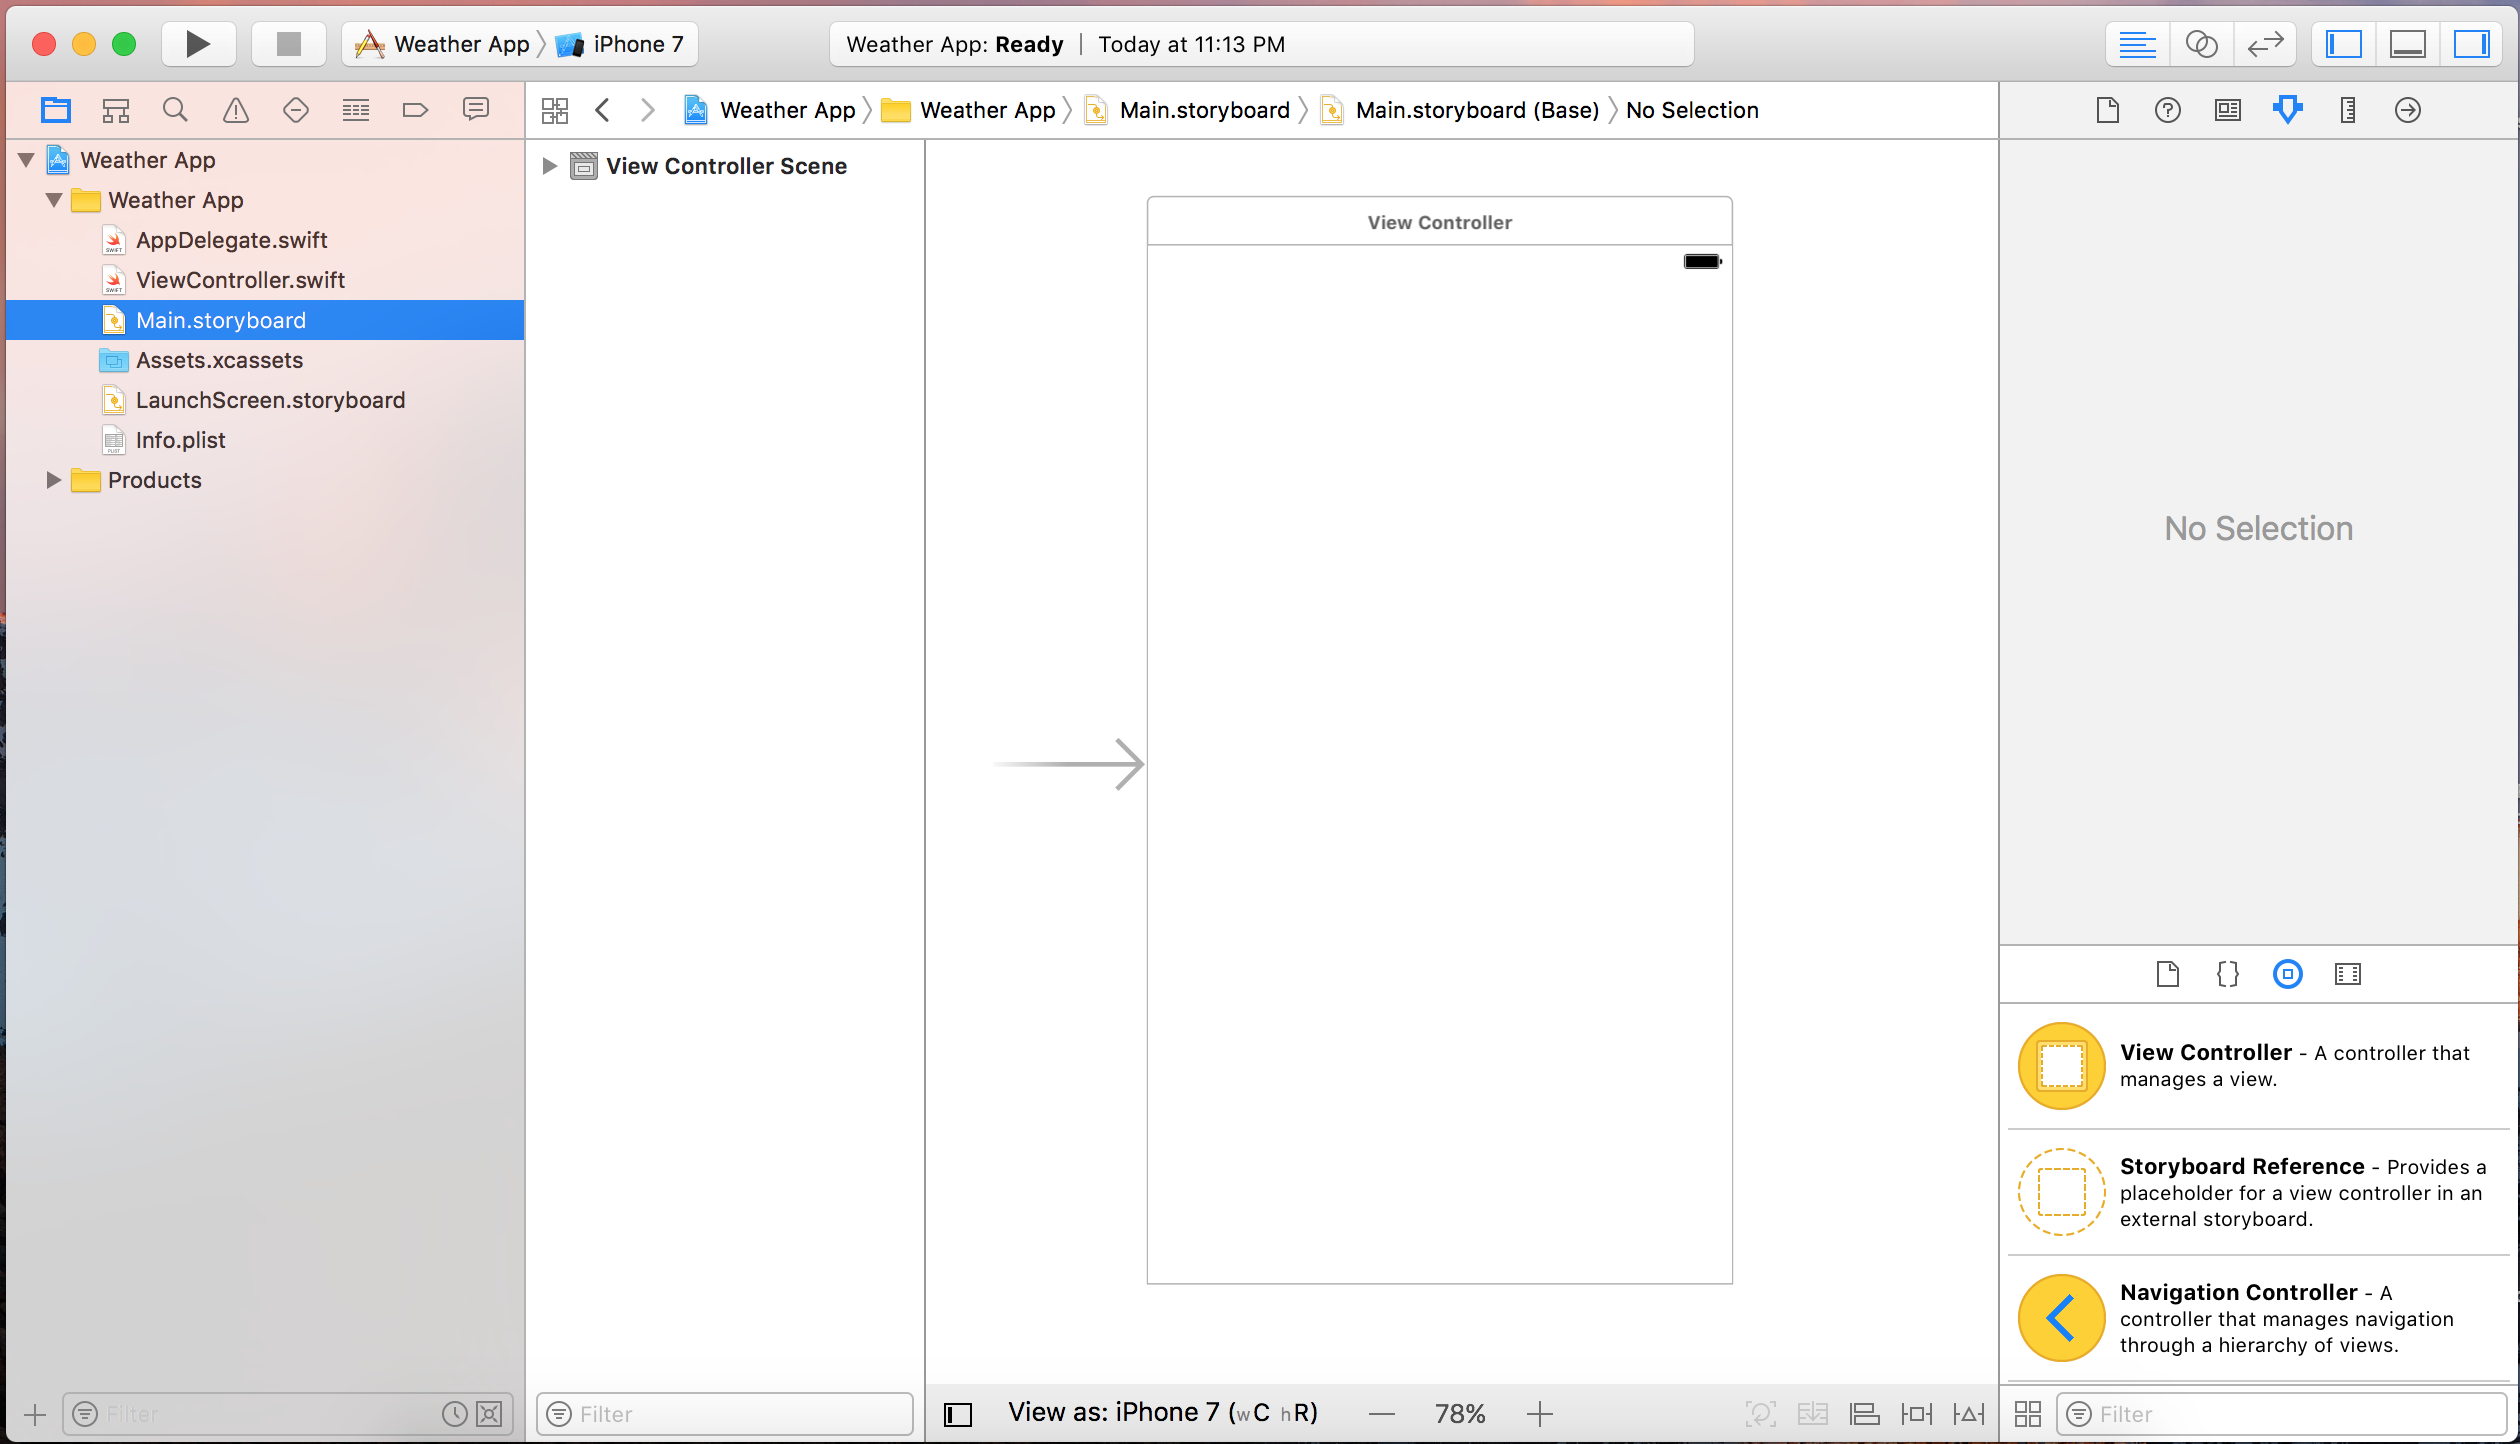 Weather App
iPhone 7
Weather App: Ready | Today at 11:13 PM
Weather App
Weather App
Main.storyboard
Main.storyboard (Base)
No Selection
Weather App
Weather App
AppDelegate.swift
ViewController.swift
Main.storyboard
Assets.xcassets
LaunchScreen.storyboard
Info.plist
Products
View Controller Scene
View Controller
No Selection
View Controller - A controller that
manages a view.
Storyboard Reference - Provides a
placeholder for a view controller in an
external storyboard.
Navigation Controller - A
controller that manages navigation
through a hierarchy of views.
Filter
Filter
View as: iPhone 7 (wC hR)
78%
Filter